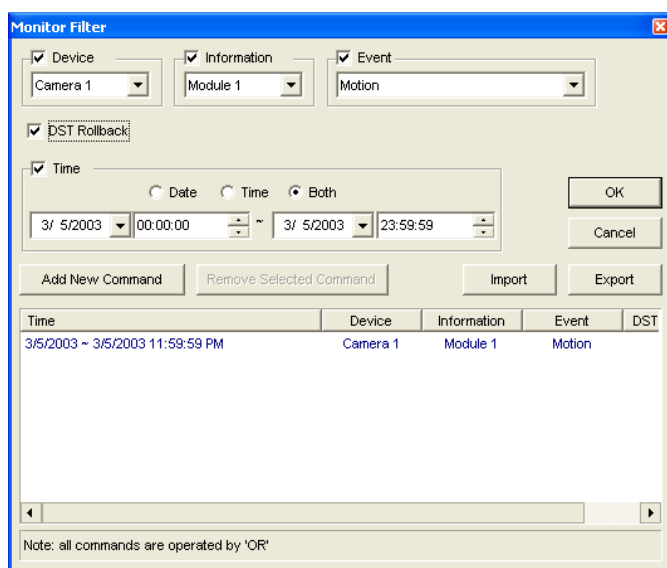 Monitor Filter
Device Information Event
Camera 1 Module 1 Motion
DST Rollback
Time
Date Time Both
3/ 5/2003 00:00:00 ~ 3/ 5/2003 23:59:59
OK
Cancel
Add New Command Remove Selected Command Import Export
Time Device Information Event DST
3/5/2003 ~ 3/5/2003 11:59:59 PM Camera 1 Module 1 Motion
Note: all commands are operated by 'OR'